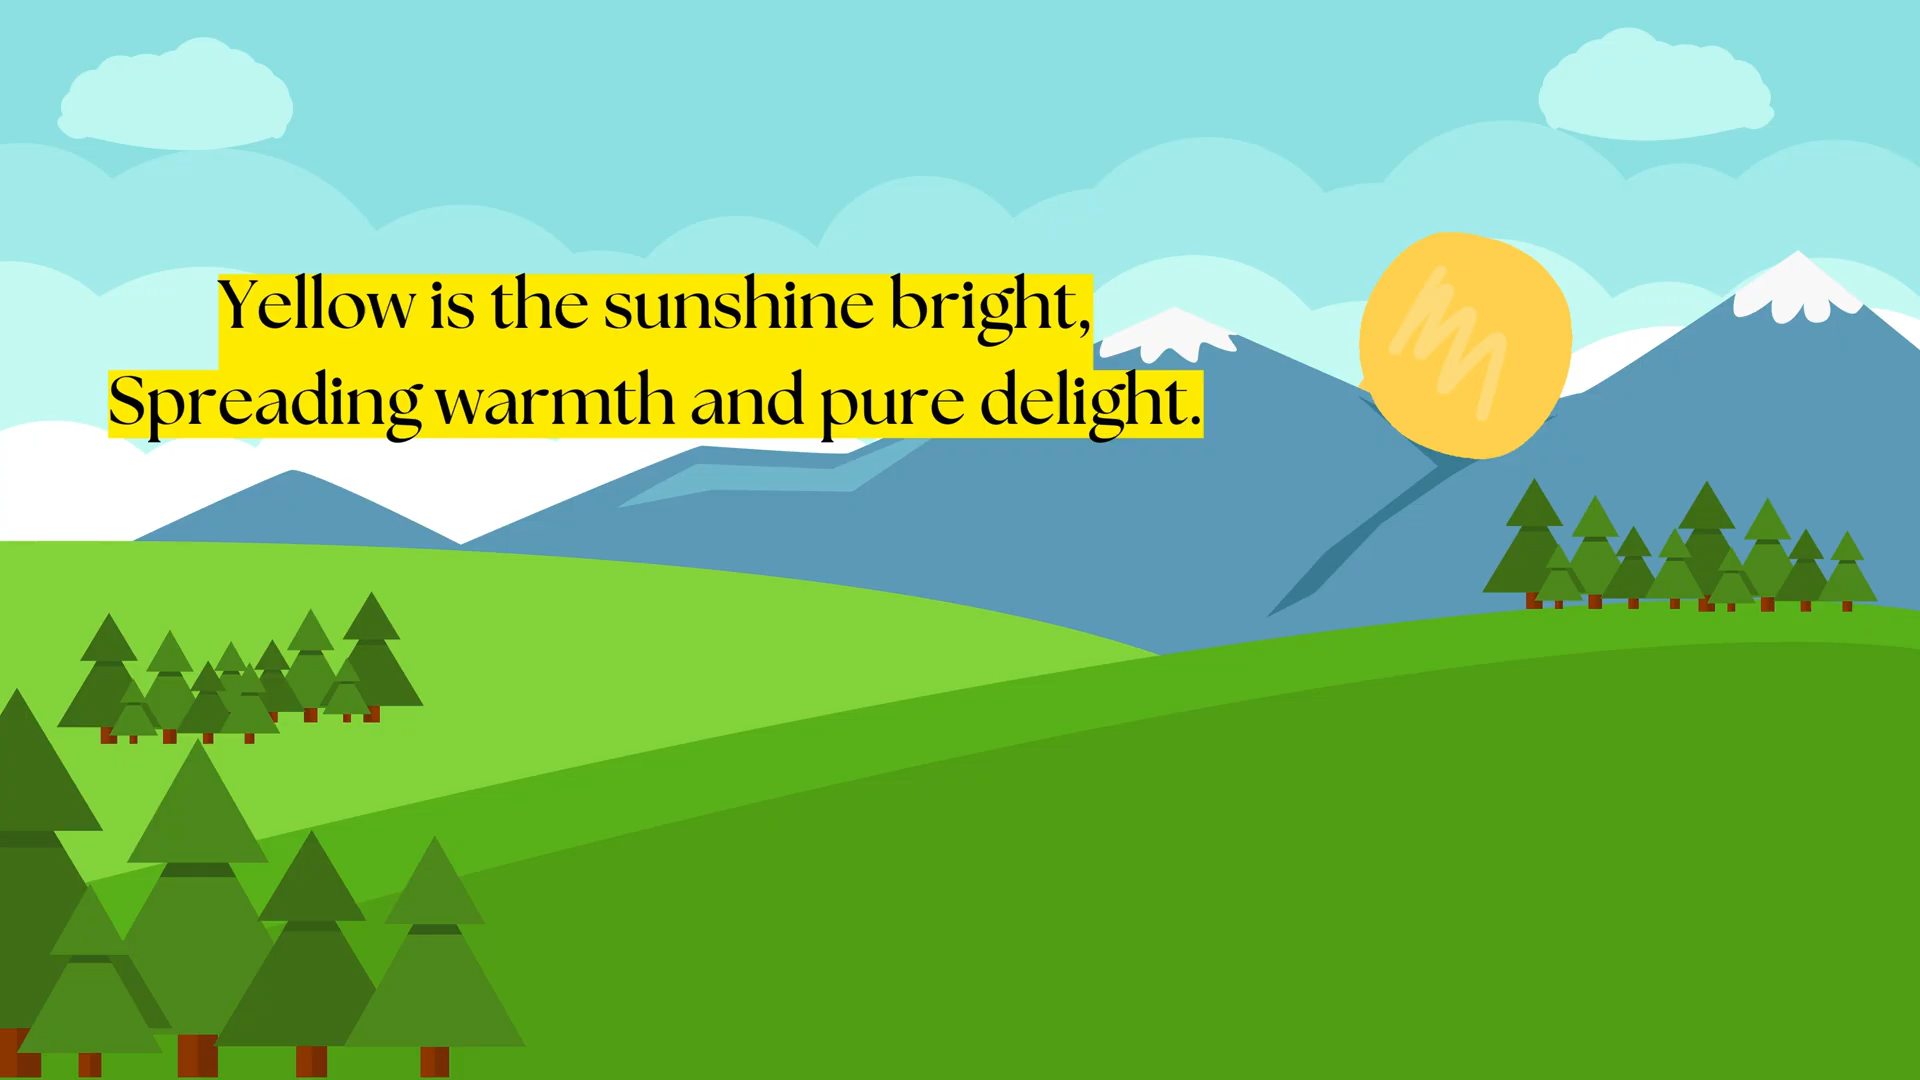 Yellow is the sunshine bright,
Spreading warmth and pure delight.